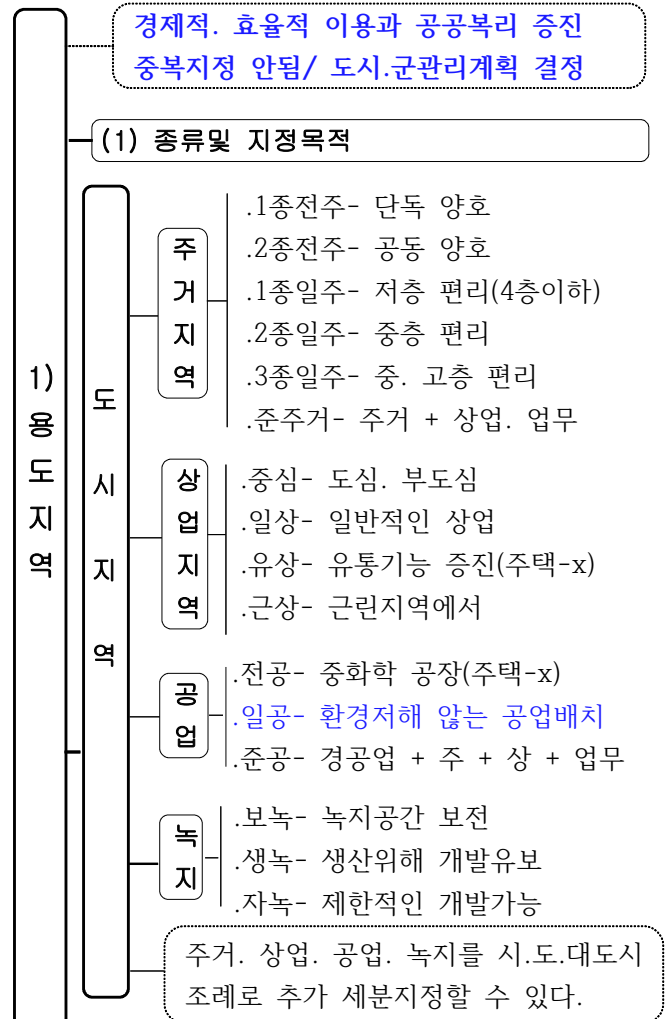 경제적. 효율적 이용과 공공복리 증진
중복지정 안됨/ 도시.군관리계획 결정
(1) 종류및 지정목적
1) 용도지역
도시지역
주거지역
.1종전주- 단독 양호
.2종전주- 공동 양호
.1종일주- 저층 편리(4층이하)
.2종일주- 중층 편리
.3종일주- 중. 고층 편리
.준주거- 주거 + 상업. 업무
상업지역
.중심- 도심. 부도심
.일상- 일반적인 상업
.유상- 유통기능 증진(주택-x)
.근상- 근린지역에서
공업
.전공- 중화학 공장(주택-x)
.일공- 환경저해 않는 공업배치
.준공- 경공업 + 주 + 상 + 업무
녹지
.보녹- 녹지공간 보전
.생녹- 생산위해 개발유보
.자녹- 제한적인 개발가능
주거. 상업. 공업. 녹지를 시.도.대도시
조례로 추가 세분지정할 수 있다.